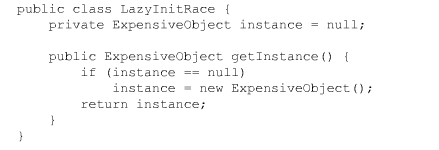 public class LazyInitRace {
    private ExpensiveObject instance = null;

    public ExpensiveObject getInstance() {
        if (instance == null)
            instance = new ExpensiveObject();
        return instance;
    }
}